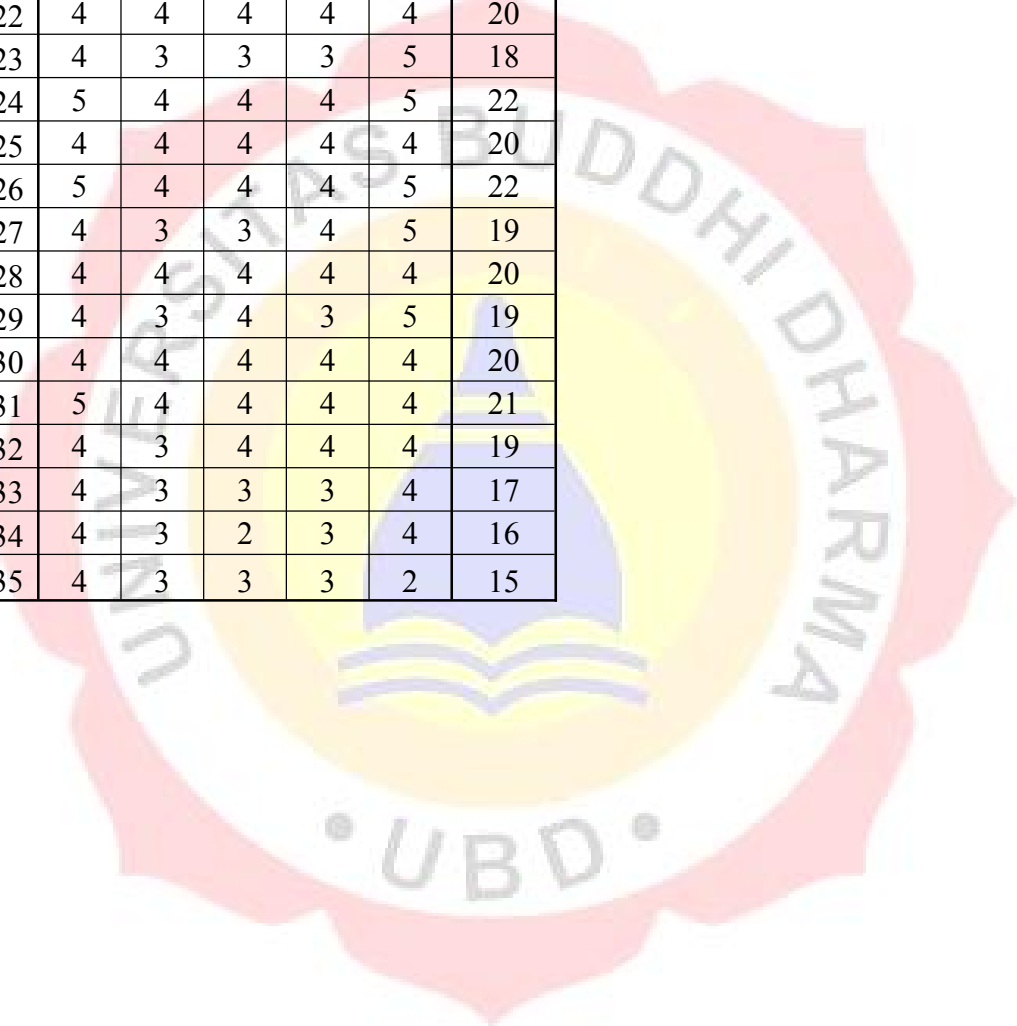 22 4 4 4 4 4 20
23 4 3 3 3 5 18
24 5 4 4 4 5 22
25 4 4 4 4 4 20
26 5 4 4 4 5 22
27 4 3 3 4 5 19
28 4 4 4 4 4 20
29 4 3 4 3 5 19
30 4 4 4 4 4 20
31 5 4 4 4 4 21
32 4 3 4 4 4 19
33 4 3 3 3 4 17
34 4 3 2 3 4 16
35 4 3 3 3 2 15
UNIVERSITAS BUDDHI DHARMA
• UBD •